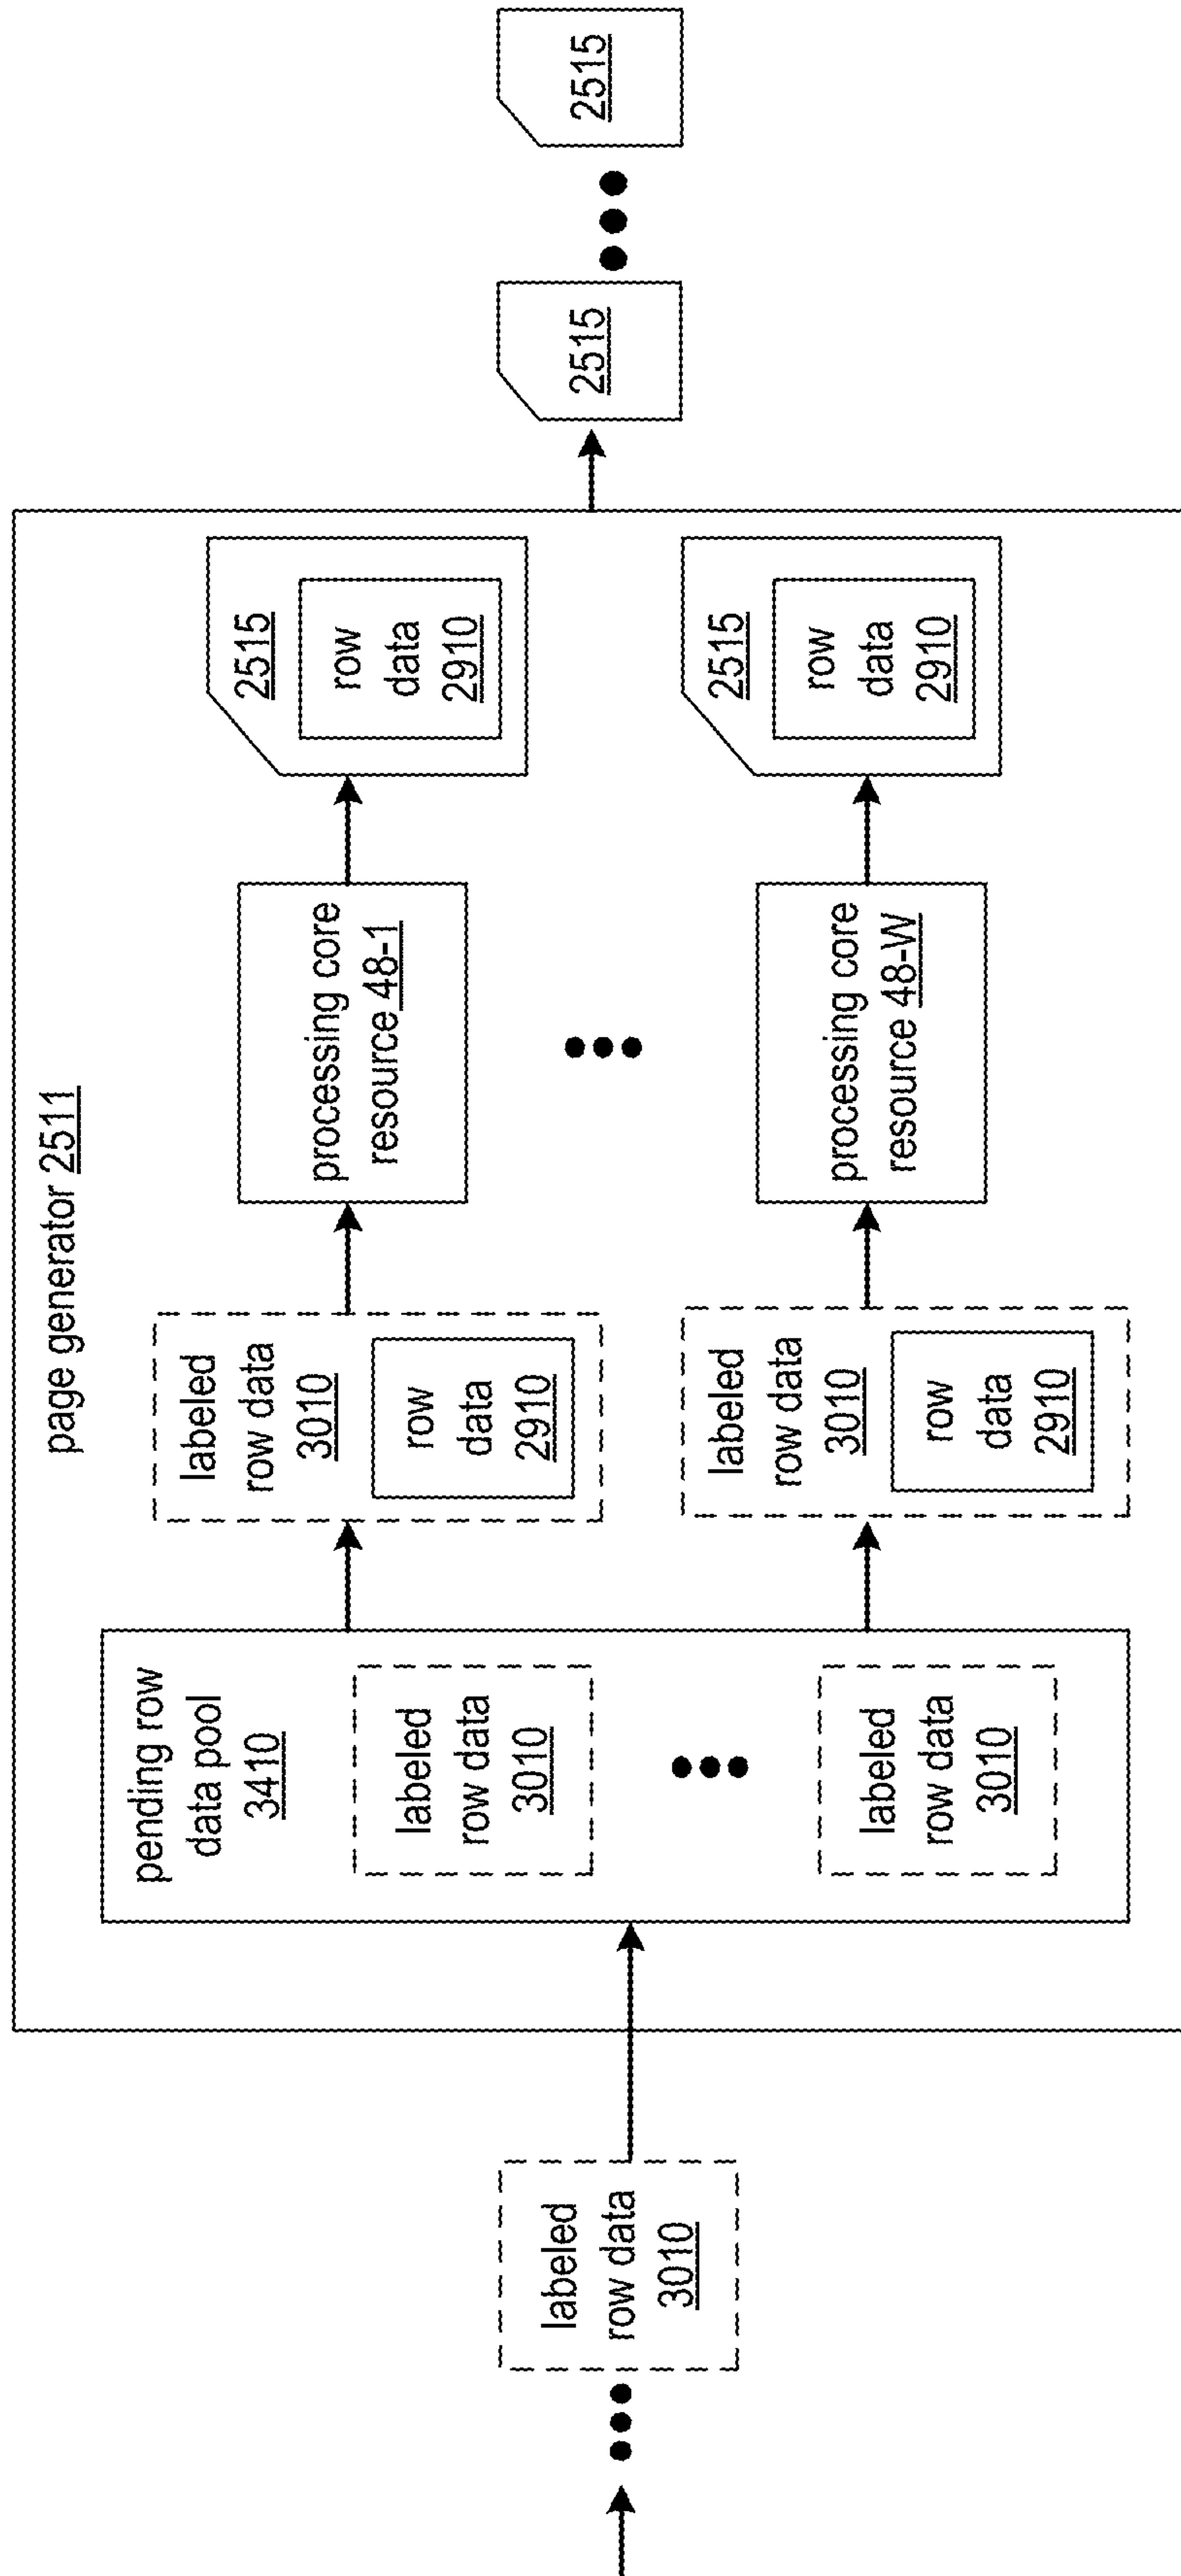 page generator 2511
labeled
row data
3010
pending row
data pool
3410
labeled
row data
3010
labeled
row data
3010
labeled
row data
3010
row
data
2910
processing core
resource 48-1
2515
row
data
2910
labeled
row data
3010
row
data
2910
processing core
resource 48-W
2515
row
data
2910
2515
2515